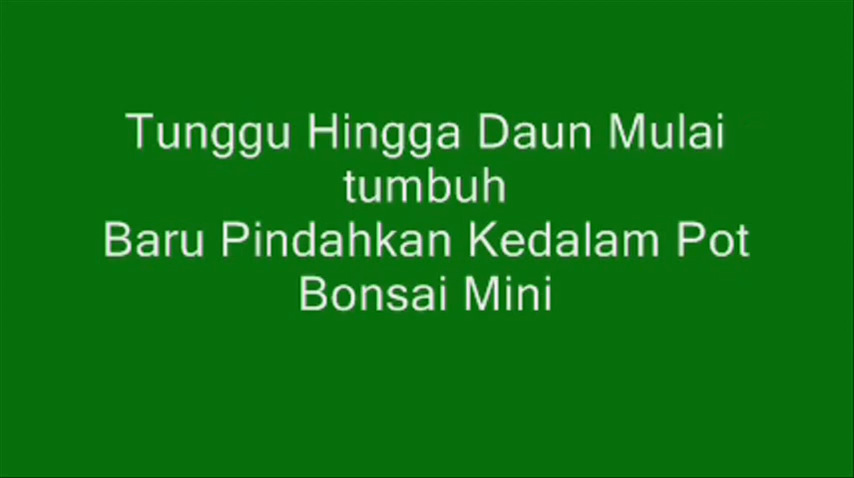 Tunggu Hingga Daun Mulai
tumbuh
Baru Pindahkan Kedalam Pot
Bonsai Mini